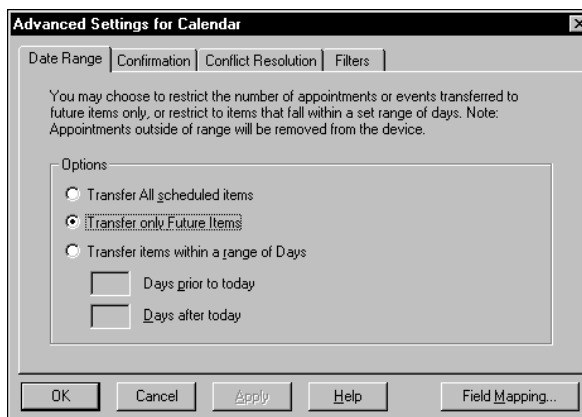 Advanced Settings for Calendar
Date Range Confirmation Conflict Resolution Filters
You may choose to restrict the number of appointments or events transferred to
future items only, or restrict to items that fall within a set range of days. Note:
Appointments outside of range will be removed from the device.
Options
Transfer All scheduled items
Transfer only Future Items
Transfer items within a range of Days
Days prior to today
Days after today
OK Cancel Apply Help Field Mapping...